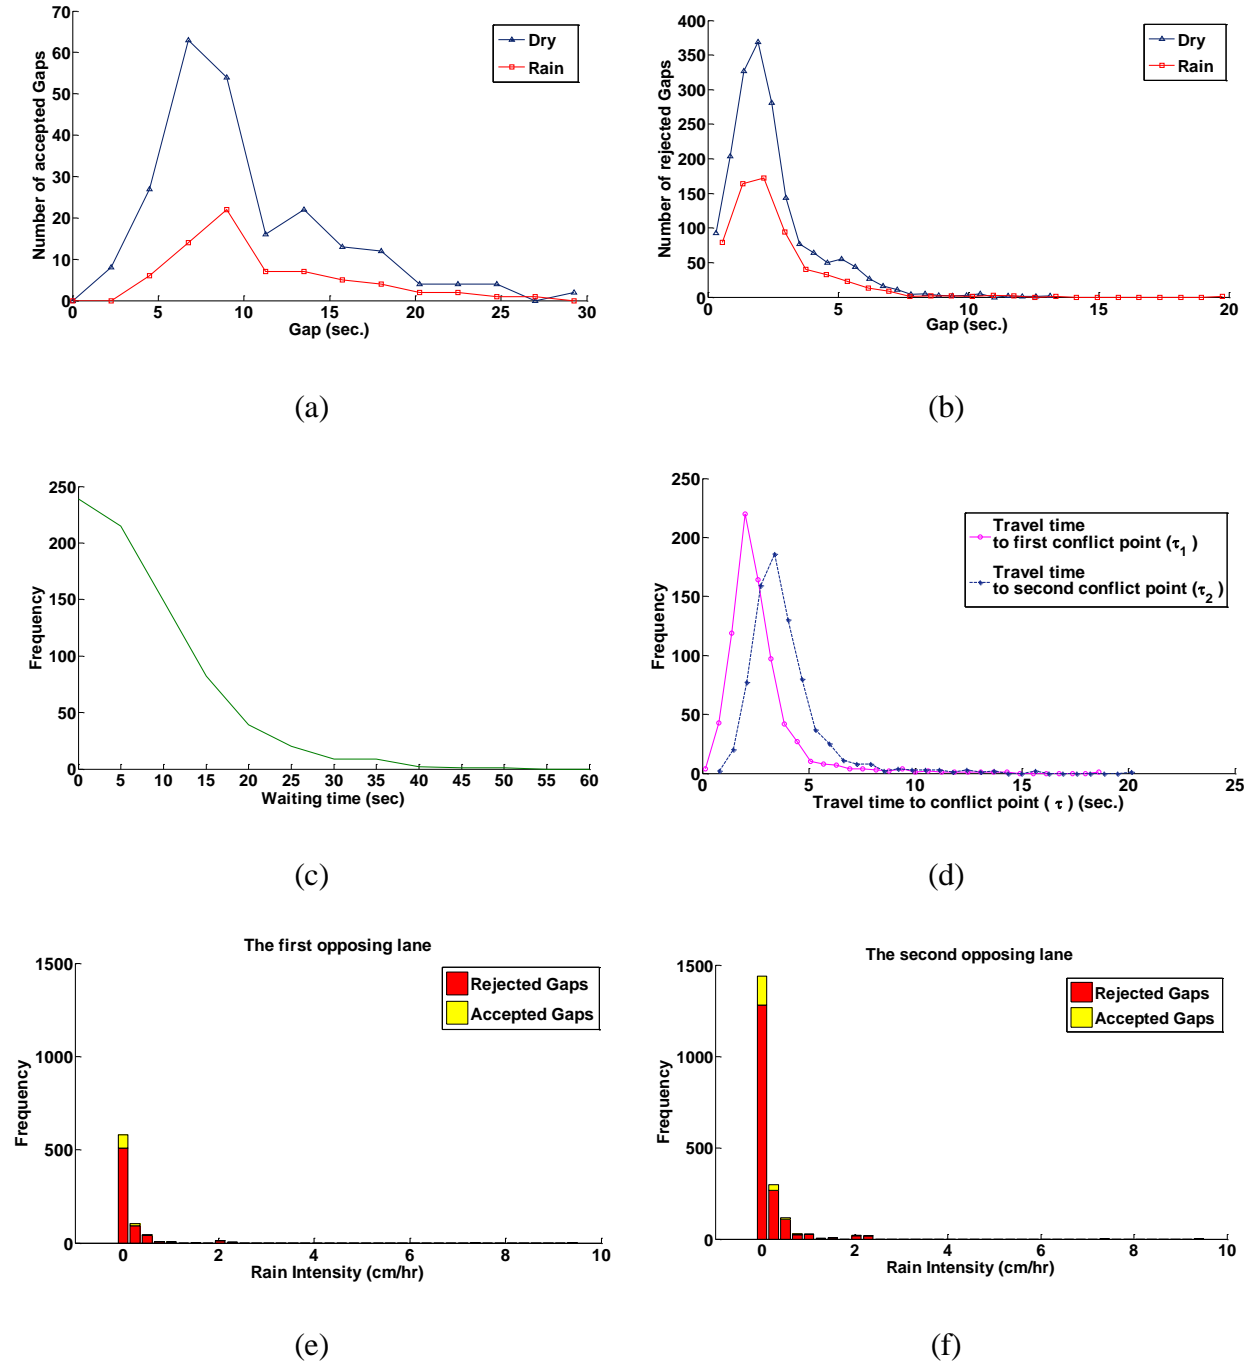 70
60
50
40
30
20
10
0
Number of accepted Gaps
Dry
Rain
0 5 10 15 20 25 30
Gap (sec.)
(a)
400
350
300
250
200
150
100
50
0
Number of rejected Gaps
Dry
Rain
0 5 10 15 20
Gap (sec.)
(b)
250
200
150
100
50
0
Frequency
0 5 10 15 20 25 30 35 40 45 50 55 60
Waiting time (sec)
(c)
250
200
150
100
50
0
Frequency
Travel time
to first conflict point (τ1 )
Travel time
to second conflict point (τ2 )
0 5 10 15 20 25
Travel time to conflict point ( τ ) (sec.)
(d)
The first opposing lane
1500
1000
500
0
Frequency
Rejected Gaps
Accepted Gaps
0 2 4 6 8 10
Rain Intensity (cm/hr)
(e)
The second opposing lane
1500
1000
500
0
Frequency
Rejected Gaps
Accepted Gaps
0 2 4 6 8 10
Rain Intensity (cm/hr)
(f)